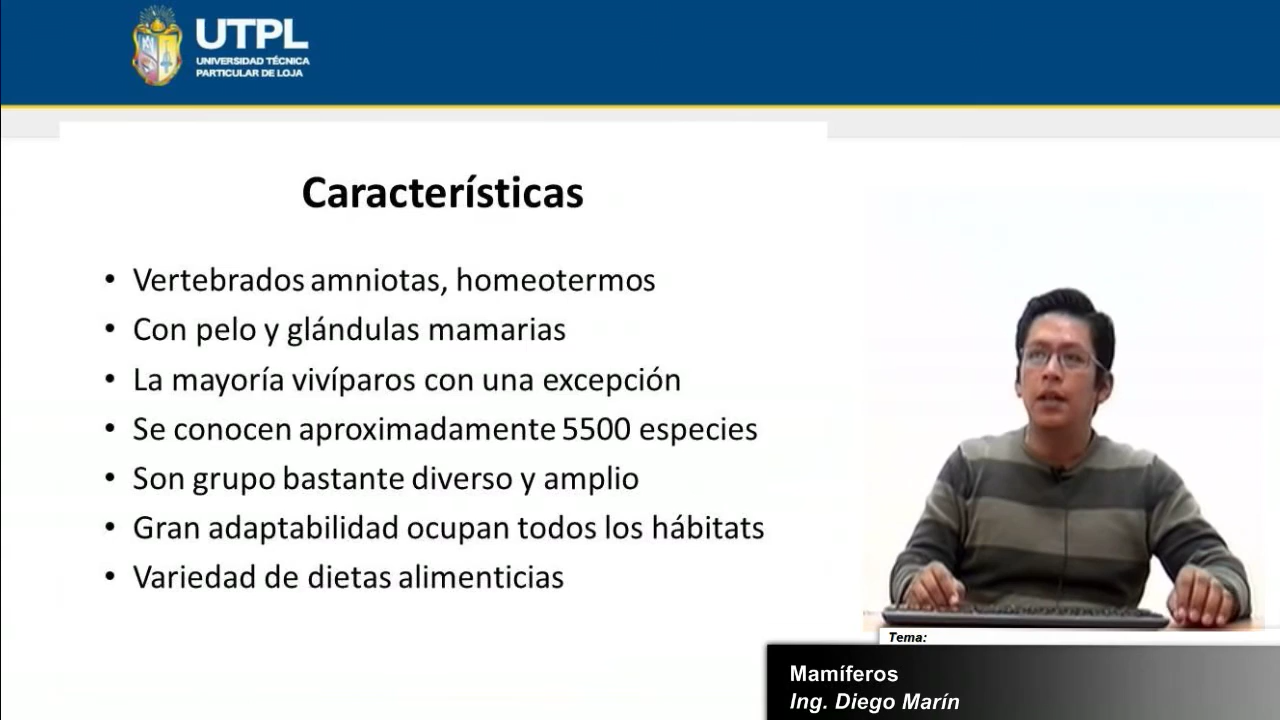 UTPL
UNIVERSIDAD TÉCNICA
PARTICULAR DE LOJA
Características
• Vertebrados amniotas, homeotermos
• Con pelo y glándulas mamarias
• La mayoría vivíparos con una excepción
• Se conocen aproximadamente 5500 especies
• Son grupo bastante diverso y amplio
• Gran adaptabilidad ocupan todos los hábitats
• Variedad de dietas alimenticias
Tema:
Mamíferos
Ing. Diego Marín